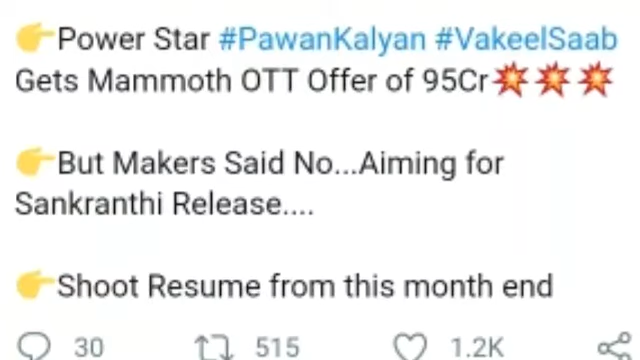 👉Power Star #PawanKalyan #VakeelSaab
Gets Mammoth OTT Offer of 95Cr💥💥💥
👉But Makers Said No...Aiming for
Sankranthi Release....
👉Shoot Resume from this month end
30 515 1.2K